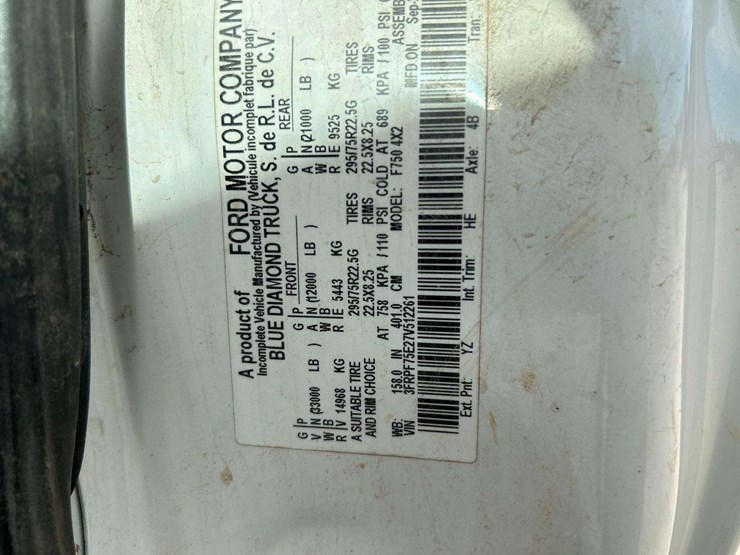 A product of FORD MOTOR COMPANY
Incomplete Vehicle Manufactured by (Vehicule incomplet fabrique par)
BLUE DIAMOND TRUCK, S. de R.L. de C.V.
FRONT REAR
G P G P G P
V N (33000 LB ) A N (12000 LB ) A N (21000 LB )
W B W B W B
R V 14968 KG R E 5443 KG R E 9525 KG
A SUITABLE TIRE 295/75R22.5G TIRES 295/75R22.5G TIRES
AND RIM CHOICE 22.5X8.25 RIMS 22.5X8.25 RIMS
AT 758 KPA / 110 PSI COLD AT 689 KPA / 100 PSI
WB: 158.0 IN 401.0 CM MODEL: F750 4X2
VIN 3FRPF75E27V512261 MFD ON
Ext. Pnt: YZ Int. Trim: HE Axle: 4B Tran: